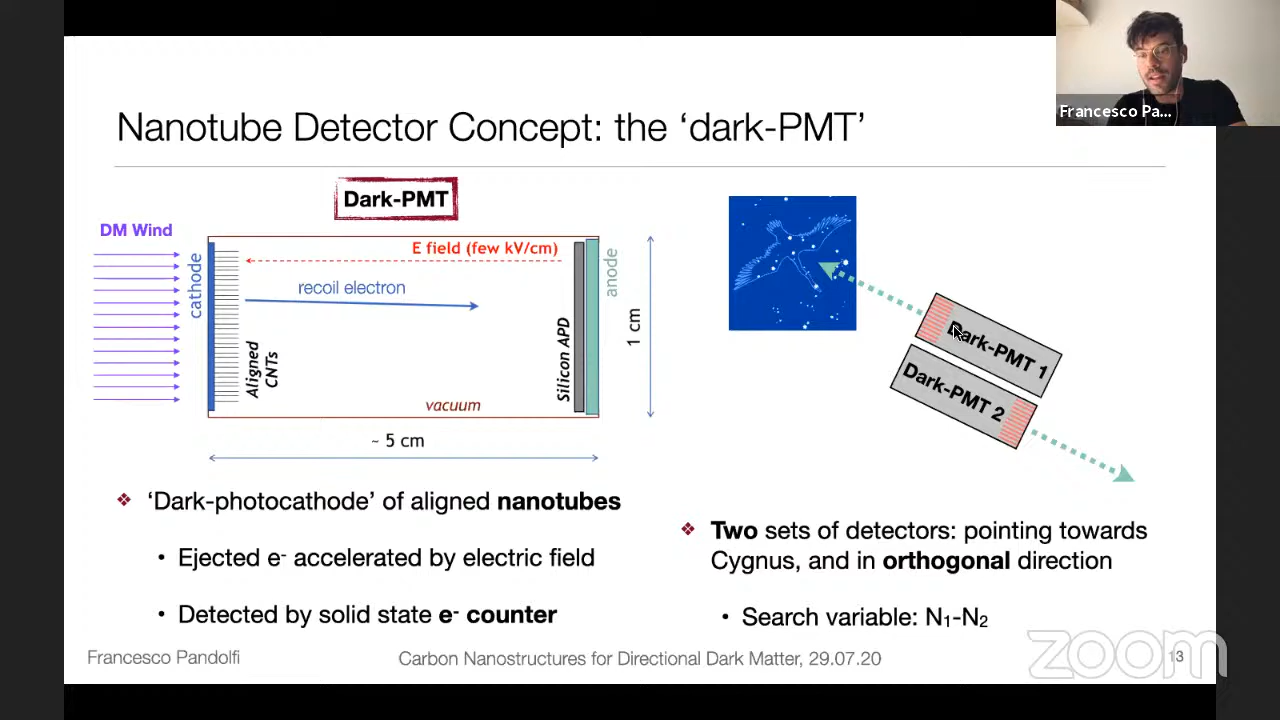 Francesco Pa...
Nanotube Detector Concept: the ‘dark-PMT’
Dark-PMT
DM Wind
cathode
E field (few kV/cm)
anode
recoil electron
Aligned
CNTs
Silicon APD
1 cm
vacuum
~ 5 cm
Dark-PMT 1
Dark-PMT 2
❖ ‘Dark-photocathode’ of aligned nanotubes
• Ejected e- accelerated by electric field
• Detected by solid state e- counter
❖ Two sets of detectors: pointing towards
Cygnus, and in orthogonal direction
• Search variable: N1-N2
Francesco Pandolfi
Carbon Nanostructures for Directional Dark Matter, 29.07.20
13
zoom